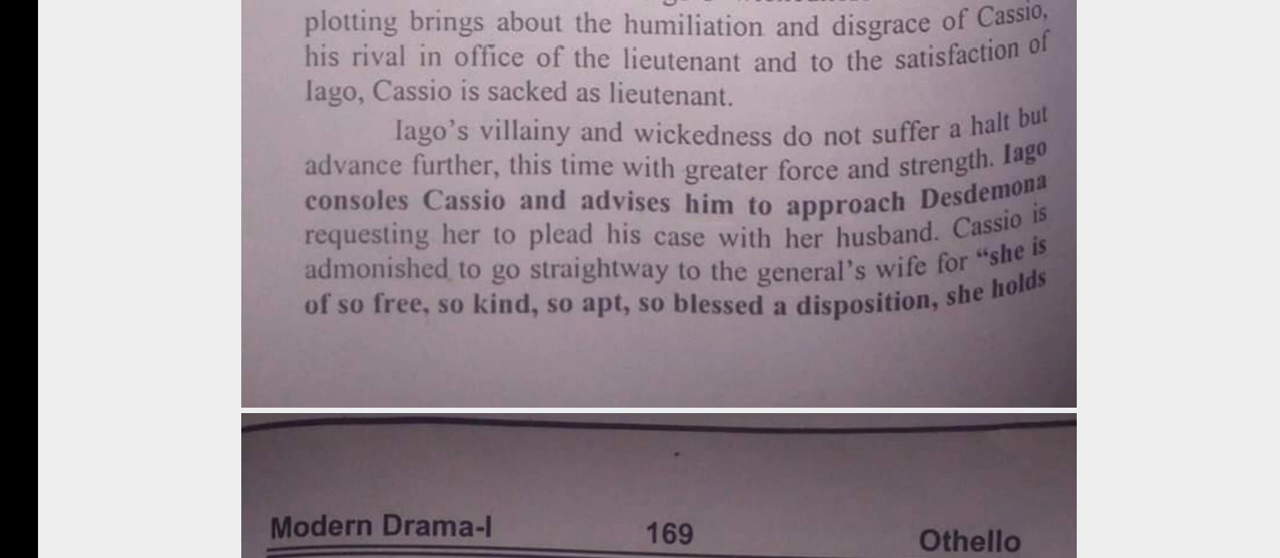 plotting brings about the humiliation and disgrace of Cassio,
his rival in office of the lieutenant and to the satisfaction of
Iago, Cassio is sacked as lieutenant.
Iago's villainy and wickedness do not suffer a halt but
advance further, this time with greater force and strength. Iago
consoles Cassio and advises him to approach Desdemona
requesting her to plead his case with her husband. Cassio is
admonished to go straightway to the general's wife for “she is
of so free, so kind, so apt, so blessed a disposition, she holds
Modern Drama-I 169 Othello